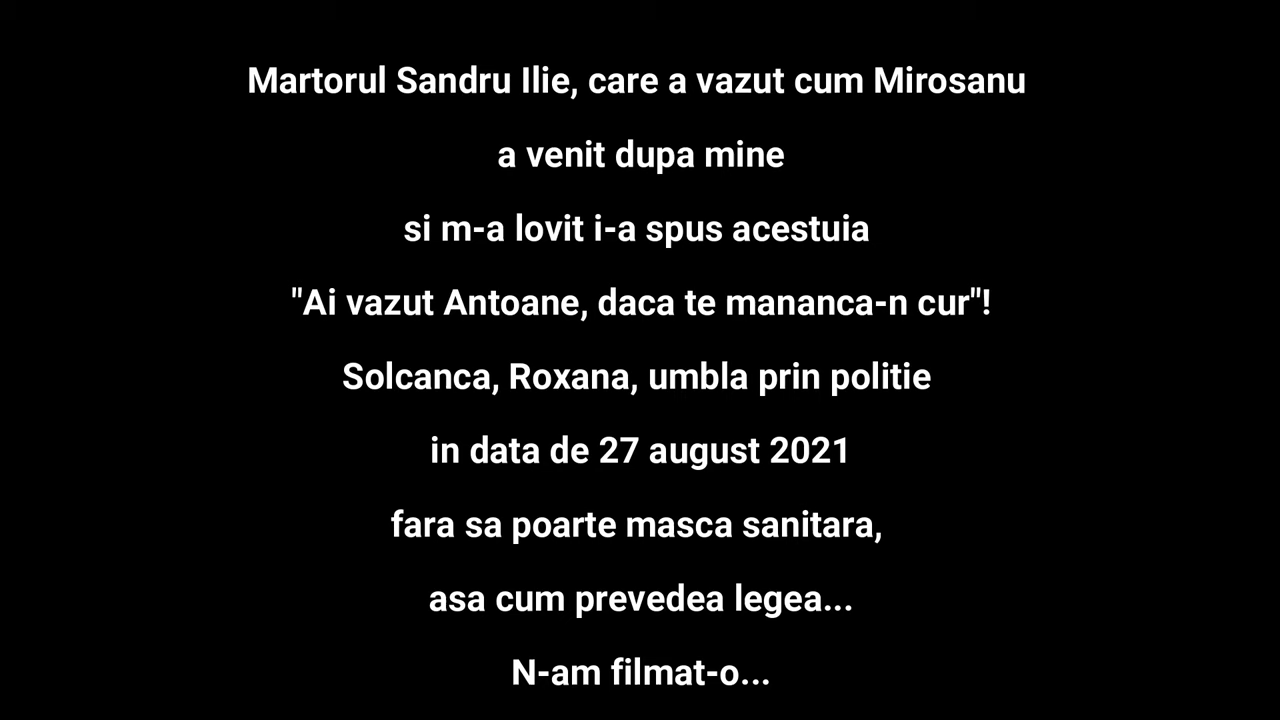 Martorul Sandru Ilie, care a vazut cum Mirosanu
a venit dupa mine
si m-a lovit i-a spus acestuia
"Ai vazut Antoane, daca te mananca-n cur"!
Solcanca, Roxana, umbla prin politie
in data de 27 august 2021
fara sa poarte masca sanitara,
asa cum prevedea legea...
N-am filmat-o...